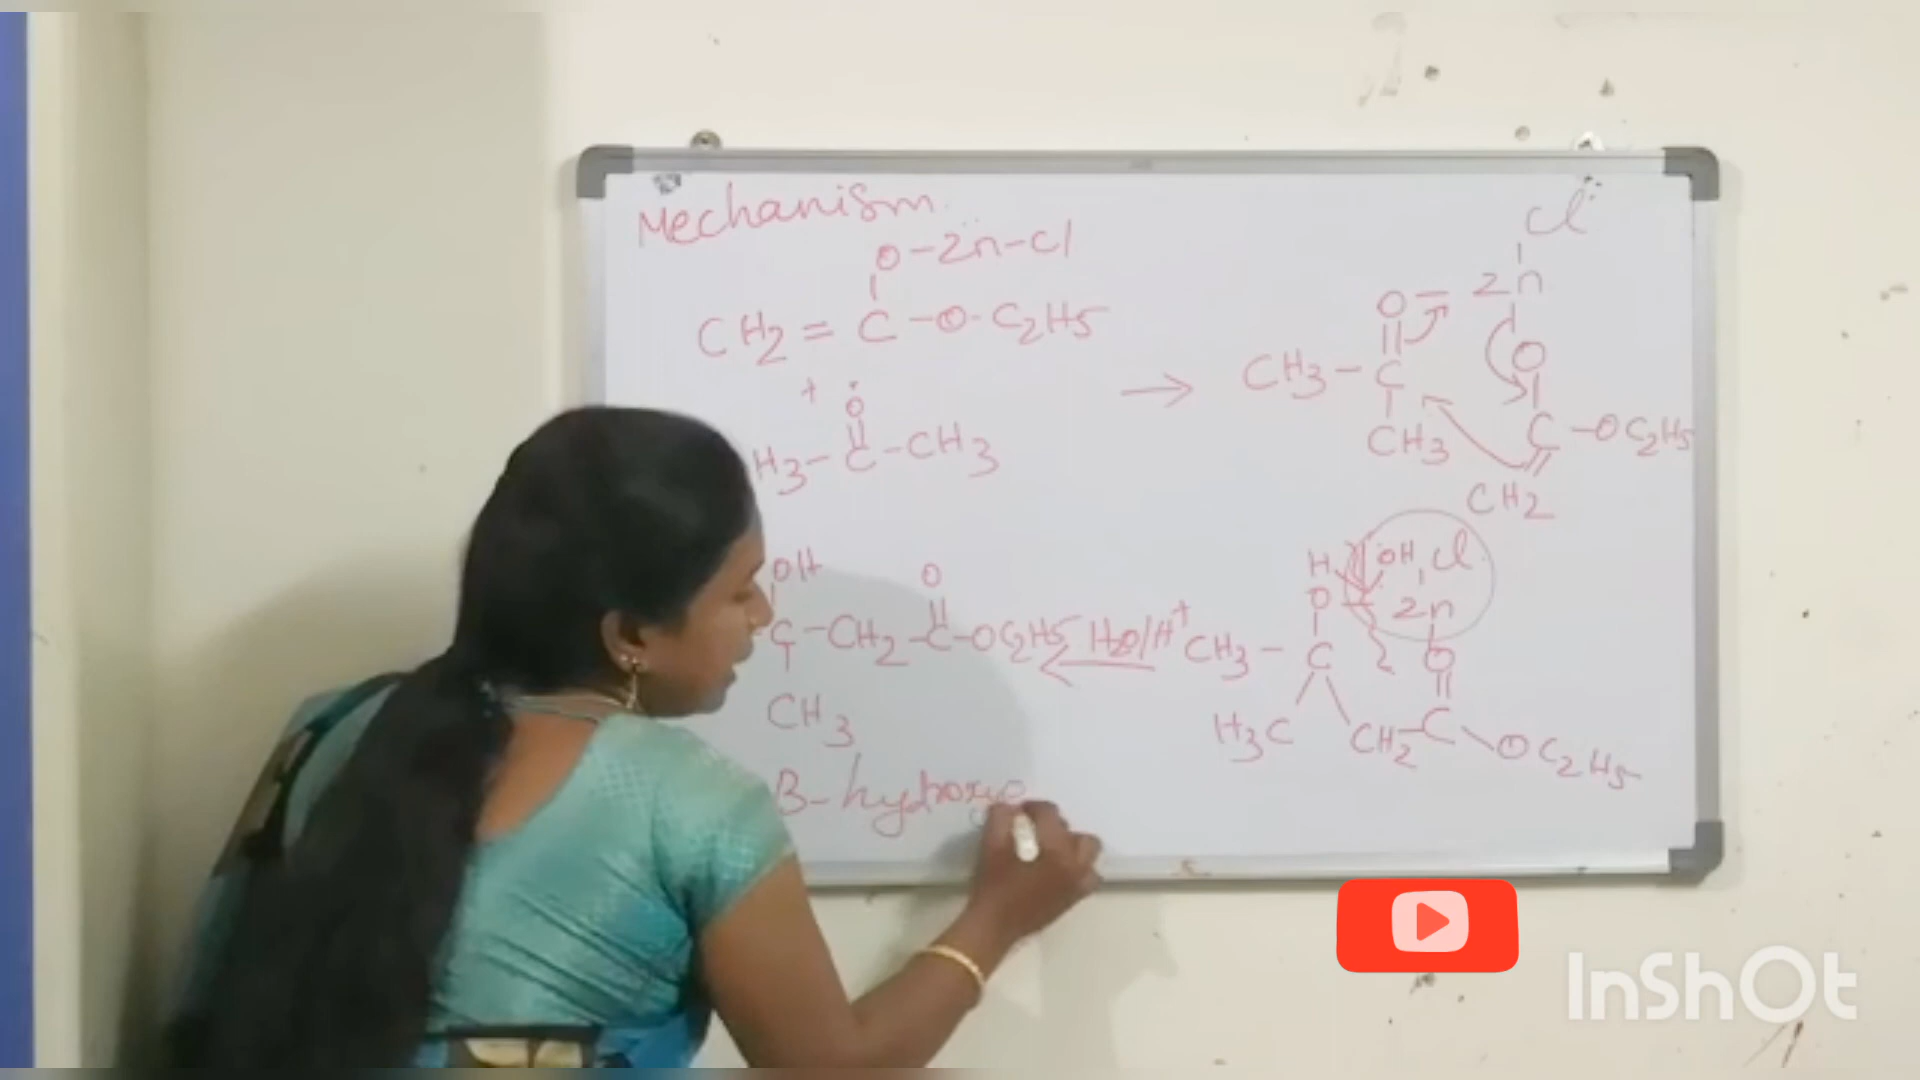 Mechanism
O-Zn-Cl
CH2=C-O-C2H5
+
O
H3-C-CH3
→
Cl
Zn
O
O
CH3-C
CH3
C-OC2H5
CH2
OH
O
C-CH2-C-OC2H5
CH3
H2O/H+
H OH Cl
O Zn
CH3-C O
H3C CH2-C OC2H5
B-hydroxy
InShOt